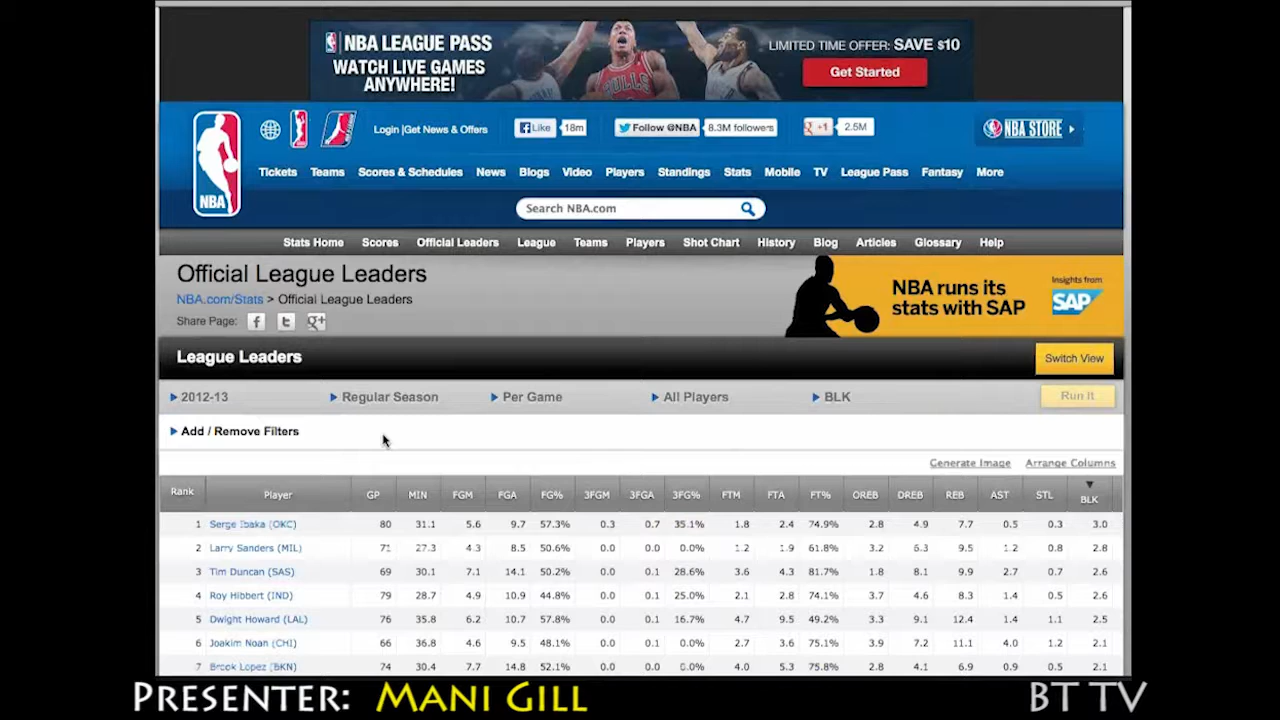 NBA LEAGUE PASS
WATCH LIVE GAMES
ANYWHERE!
LIMITED TIME OFFER: SAVE $10
Get Started
BULLS
NBA
Login |Get News & Offers
Like 18m
Follow @NBA 8.3M followers
g +1 2.5M
NBA STORE
Tickets Teams Scores & Schedules News Blogs Video Players Standings Stats Mobile TV League Pass Fantasy More
Search NBA.com
Stats Home Scores Official Leaders League Teams Players Shot Chart History Blog Articles Glossary Help
Official League Leaders
NBA.com/Stats > Official League Leaders
Share Page: f t g+
NBA runs its
stats with SAP
Insights from
SAP
League Leaders
Switch View
2012-13 Regular Season Per Game All Players BLK Run It
Add / Remove Filters
Generate Image Arrange Columns
Rank Player GP MIN FGM FGA FG% 3FGM 3FGA 3FG% FTM FTA FT% OREB DREB REB AST STL BLK
1 Serge Ibaka (OKC) 80 31.1 5.6 9.7 57.3% 0.3 0.7 35.1% 1.8 2.4 74.9% 2.8 4.9 7.7 0.5 0.3 3.0
2 Larry Sanders (MIL) 71 27.3 4.3 8.5 50.6% 0.0 0.0 0.0% 1.2 1.9 61.8% 3.2 6.3 9.5 1.2 0.8 2.8
3 Tim Duncan (SAS) 69 30.1 7.1 14.1 50.2% 0.0 0.1 28.6% 3.6 4.3 81.7% 1.8 8.1 9.9 2.7 0.7 2.6
4 Roy Hibbert (IND) 79 28.7 4.9 10.9 44.8% 0.0 0.1 25.0% 2.1 2.8 74.1% 3.7 4.6 8.3 1.4 0.5 2.6
5 Dwight Howard (LAL) 76 35.8 6.2 10.7 57.8% 0.0 0.1 16.7% 4.7 9.5 49.2% 3.3 9.1 12.4 1.4 1.1 2.5
6 Joakim Noah (CHI) 66 36.8 4.6 9.5 48.1% 0.0 0.1 0.0% 2.7 3.6 75.1% 3.9 7.2 11.1 4.0 1.2 2.1
7 Brook Lopez (BKN) 74 30.4 7.7 14.8 52.1% 0.0 0.0 0.0% 4.0 5.3 75.8% 2.8 4.1 6.9 0.9 0.5 2.1
PRESENTER: MANI GILL
BT TV